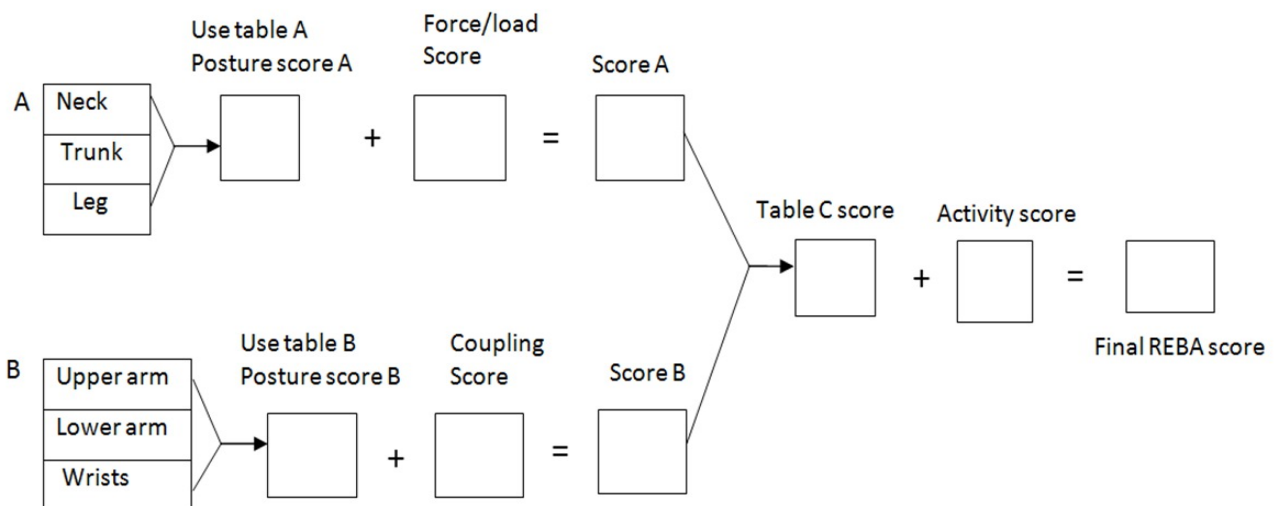 Use table A
Posture score A
Force/load
Score
Score A
A
Neck
Trunk
Leg
+
=
Table C score
Activity score
+
=
Final REBA score
Use table B
Posture score B
Coupling
Score
Score B
B
Upper arm
Lower arm
Wrists
+
=